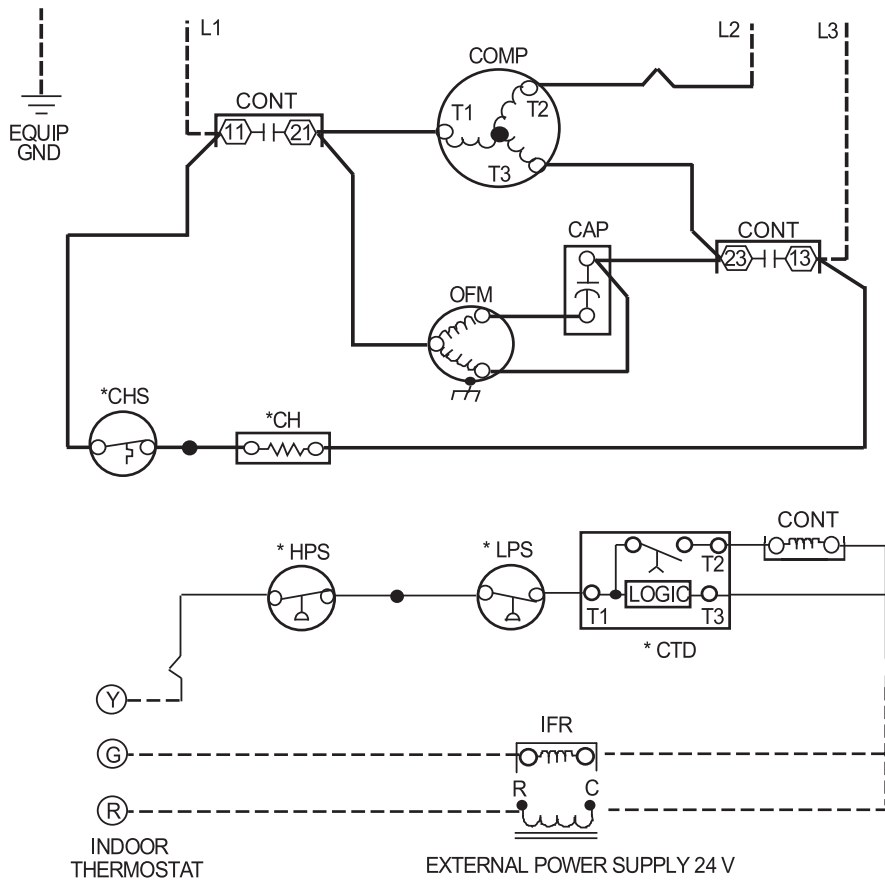 L1
L2
L3
COMP
CONT
EQUIP
GND
11
21
T1
T2
T3
CAP
CONT
23
13
OFM
*CHS
*CH
CONT
* HPS
* LPS
T2
LOGIC
T1
T3
* CTD
Y
IFR
G
R
C
R
INDOOR
THERMOSTAT
EXTERNAL POWER SUPPLY 24 V